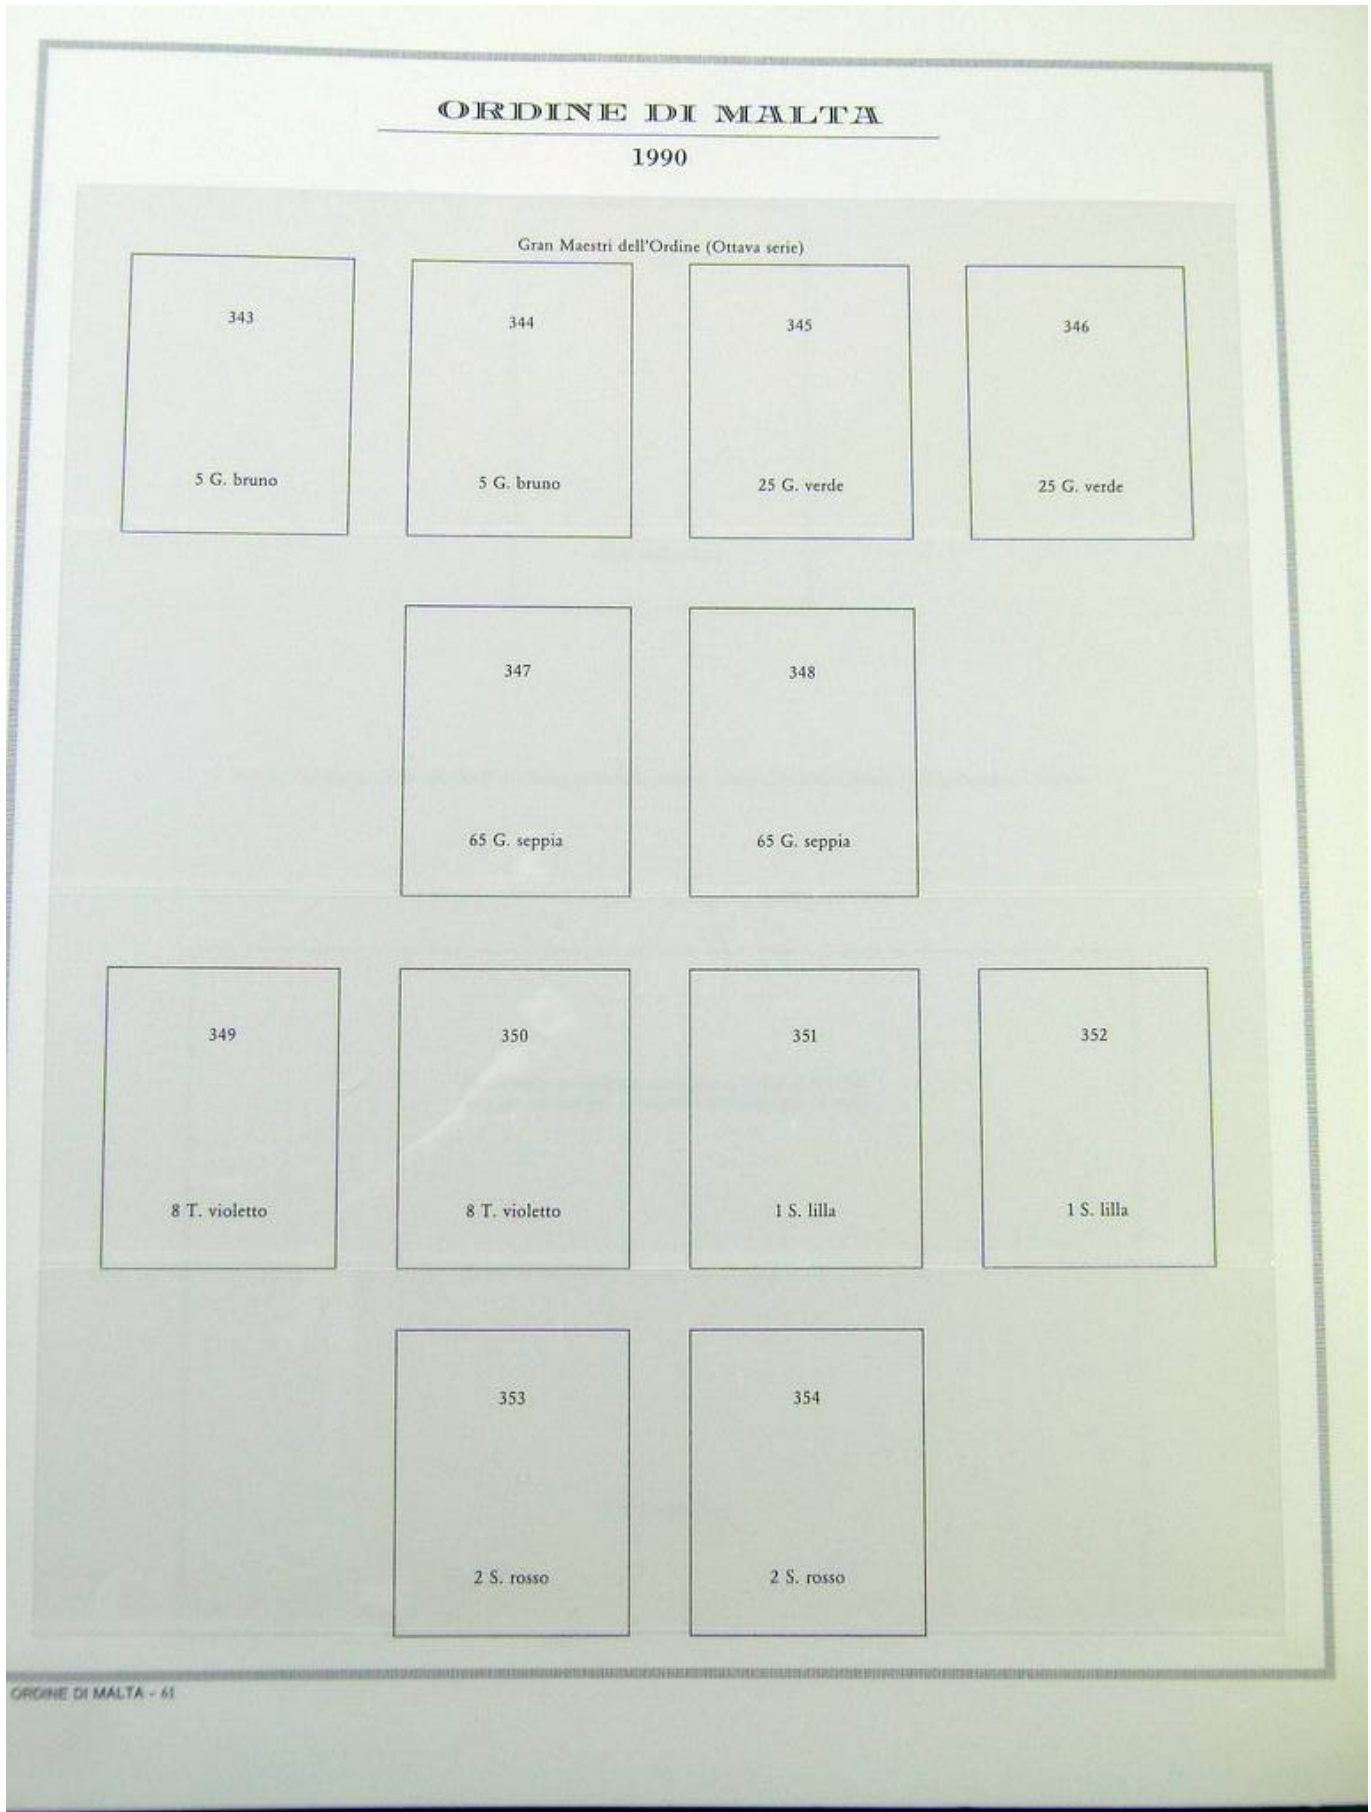 ORDINE DI MALTA
1990
Gran Maestri dell'Ordine (Ottava serie)
343 344 345 346
5 G. bruno 5 G. bruno 25 G. verde 25 G. verde
347 348
65 G. seppia 65 G. seppia
349 350 351 352
8 T. violetto 8 T. violetto 1 S. lilla 1 S. lilla
353 354
2 S. rosso 2 S. rosso
ORDINE DI MALTA - 61